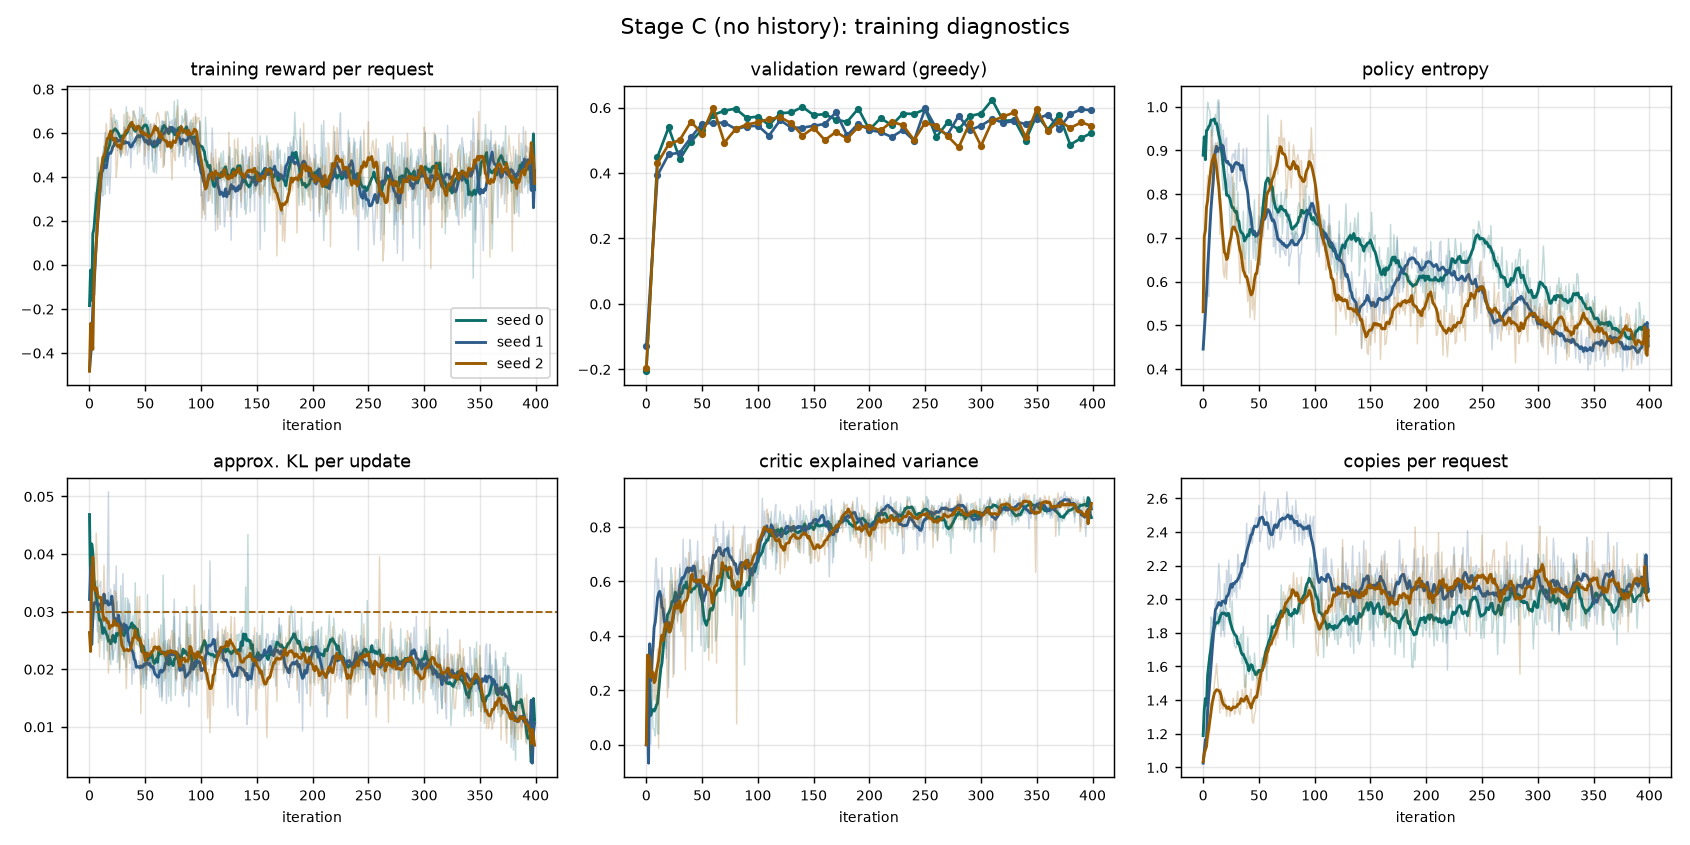 Stage C (no history): training diagnostics
training reward per request
0.8
0.6
0.4
0.2
0.0
−0.2
−0.4
seed 0
seed 1
seed 2
0 50 100 150 200 250 300 350 400
iteration
validation reward (greedy)
0.6
0.4
0.2
0.0
−0.2
0 50 100 150 200 250 300 350 400
iteration
policy entropy
1.0
0.9
0.8
0.7
0.6
0.5
0.4
0 50 100 150 200 250 300 350 400
iteration
approx. KL per update
0.05
0.04
0.03
0.02
0.01
0 50 100 150 200 250 300 350 400
iteration
critic explained variance
0.8
0.6
0.4
0.2
0.0
0 50 100 150 200 250 300 350 400
iteration
copies per request
2.6
2.4
2.2
2.0
1.8
1.6
1.4
1.2
1.0
0 50 100 150 200 250 300 350 400
iteration